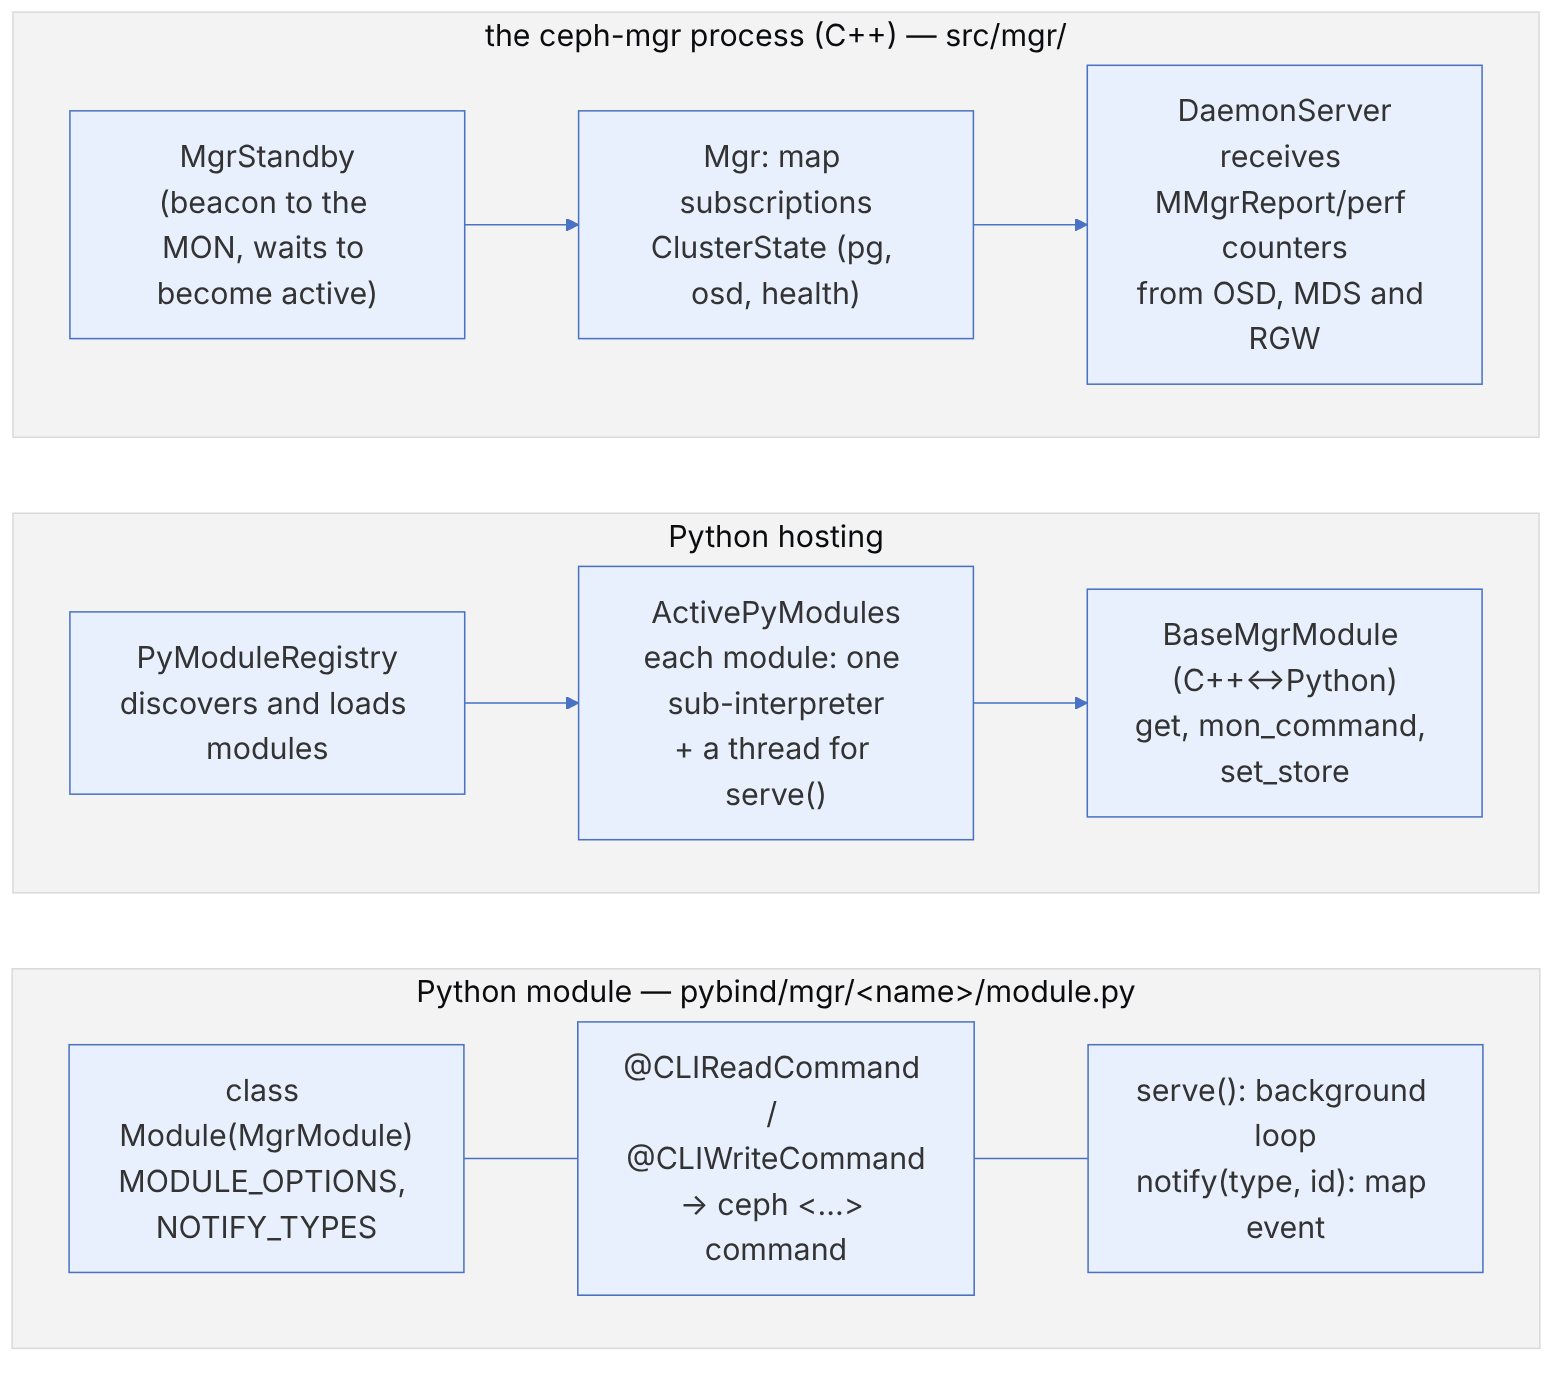 the ceph-mgr process (C++) — src/mgr/
MgrStandby
(beacon to the
MON, waits to
become active)
Mgr: map
subscriptions
ClusterState (pg,
osd, health)
DaemonServer
receives
MMgrReport/perf
counters
from OSD, MDS and
RGW
Python hosting
PyModuleRegistry
discovers and loads
modules
ActivePyModules
each module: one
sub-interpreter
+ a thread for
serve()
BaseMgrModule
(C++↔Python)
get, mon_command,
set_store
Python module — pybind/mgr/<name>/module.py
class
Module(MgrModule)
MODULE_OPTIONS,
NOTIFY_TYPES
@CLIReadCommand
/
@CLIWriteCommand
→ ceph <...>
command
serve(): background
loop
notify(type, id): map
event